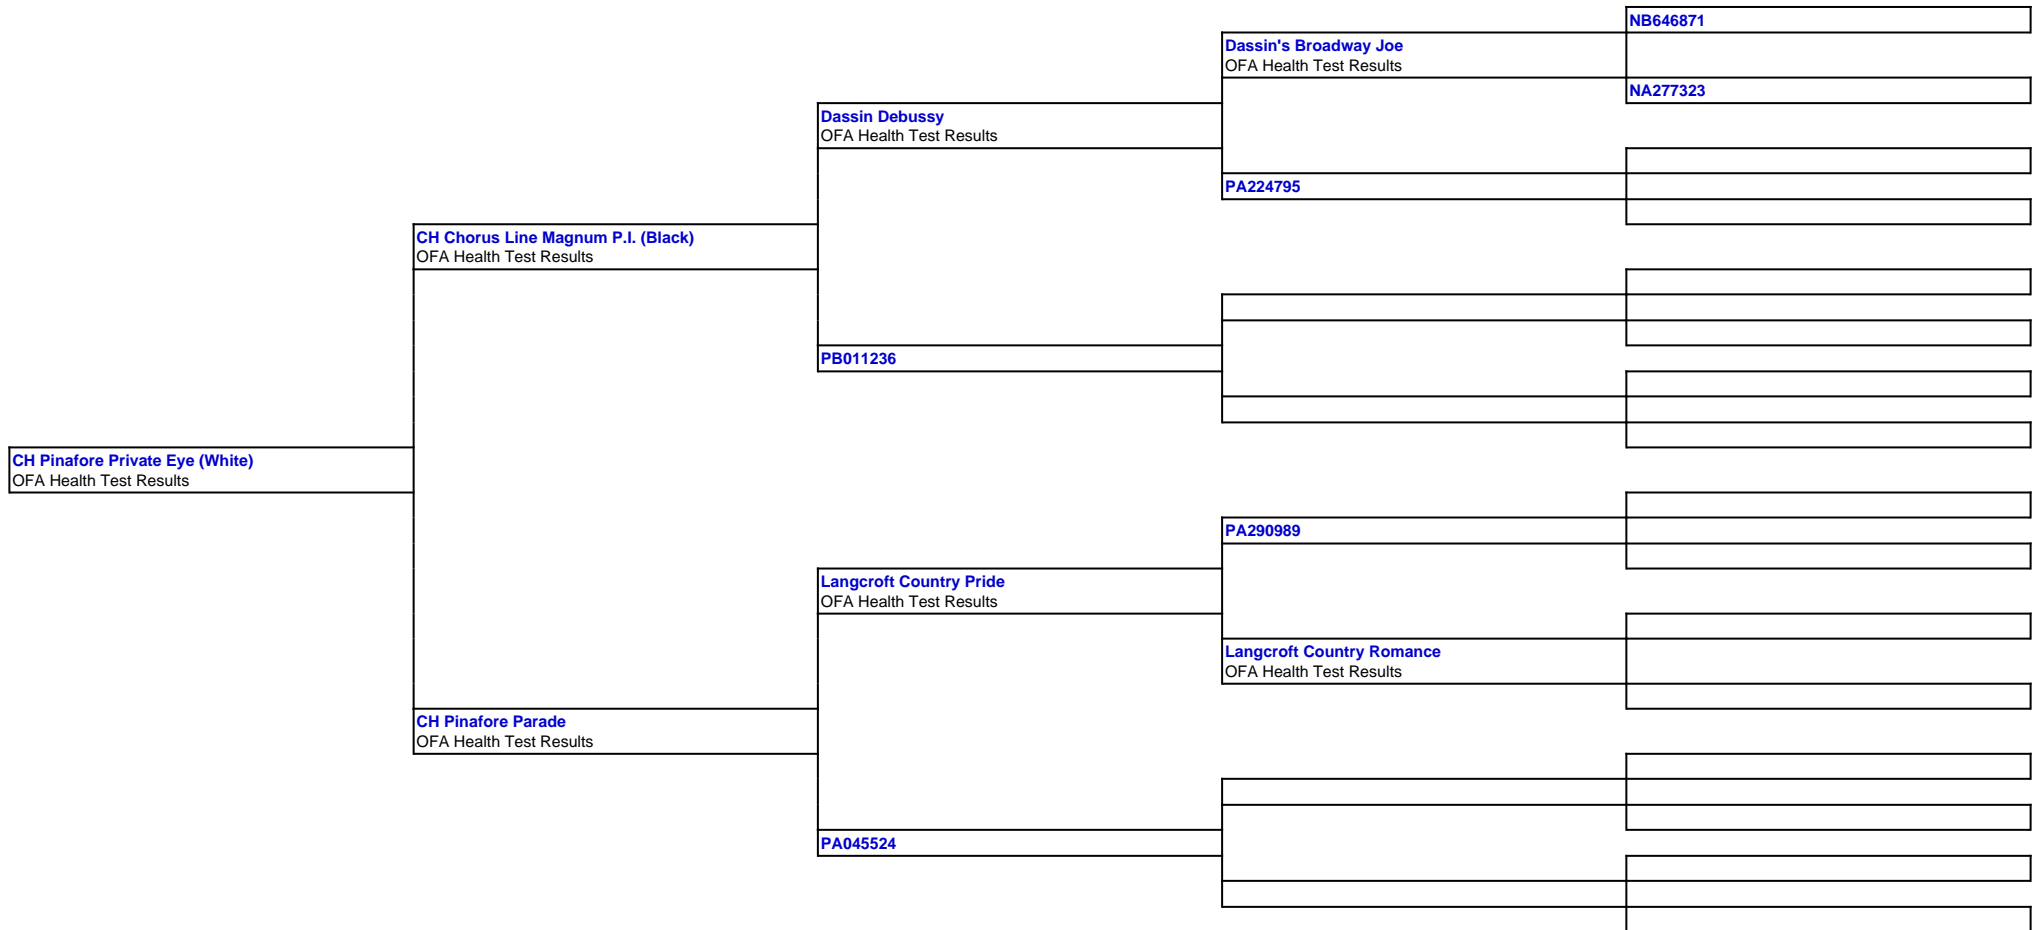 NB646871
Dassin's Broadway Joe
OFA Health Test Results
NA277323
Dassin Debussy
OFA Health Test Results
PA224795
CH Chorus Line Magnum P.I. (Black)
OFA Health Test Results
PB011236
CH Pinafore Private Eye (White)
OFA Health Test Results
PA290989
Langcroft Country Pride
OFA Health Test Results
Langcroft Country Romance
OFA Health Test Results
CH Pinafore Parade
OFA Health Test Results
PA045524